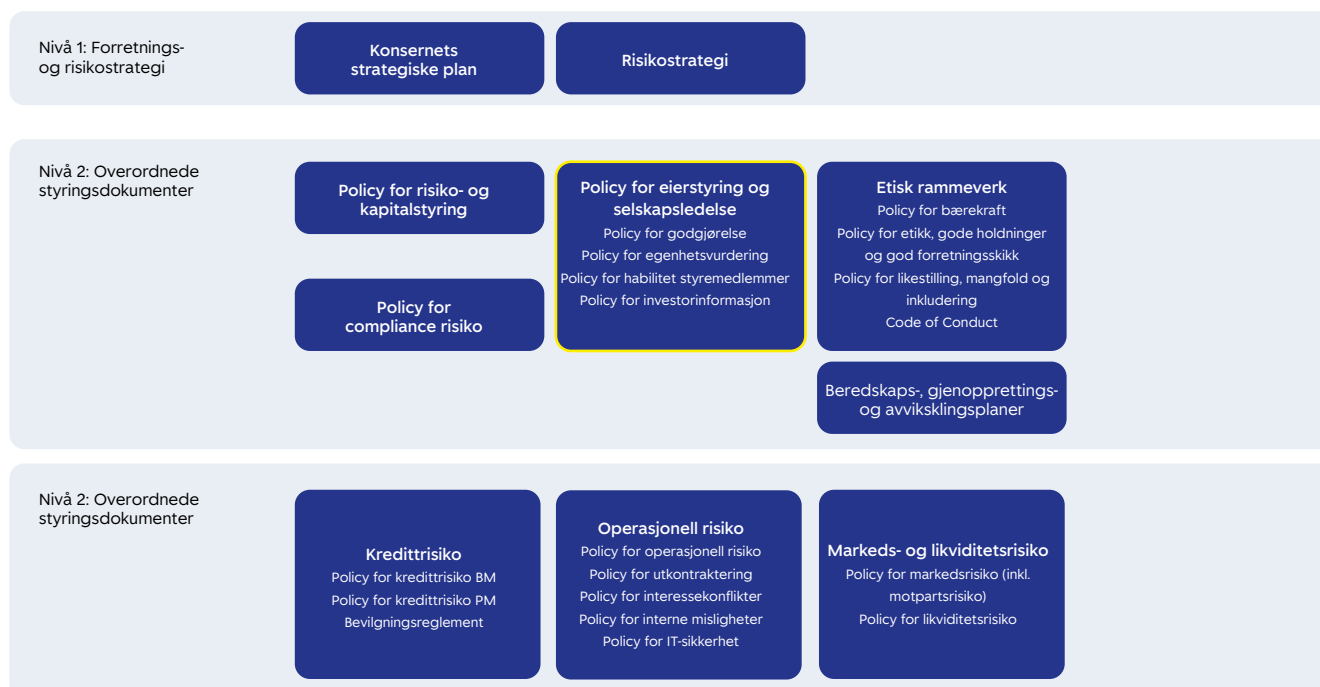 Nivå 1: Forretnings-
og risikostrategi
Konsernets
strategiske plan
Risikostrategi
Nivå 2: Overordnede
styringsdokumenter
Policy for risiko- og
kapitalstyring
Policy for
compliance risiko
Policy for eierstyring og
selskapsledelse
Policy for godgjørelse
Policy for egenhetsvurdering
Policy for habilitet styremedlemmer
Policy for investorinformasjon
Etisk rammeverk
Policy for bærekraft
Policy for etikk, gode holdninger
og god forretningsskikk
Policy for likestilling, mangfold og
inkludering
Code of Conduct
Beredskaps-, gjenopprettings-
og avviksklingsplaner
Nivå 2: Overordnede
styringsdokumenter
Kredittrisiko
Policy for kredittrisiko BM
Policy for kredittrisiko PM
Bevilgningsreglement
Operasjonell risiko
Policy for operasjonell risiko
Policy for utkontraktering
Policy for interessekonflikter
Policy for interne misligheter
Policy for IT-sikkerhet
Markeds- og likviditetsrisiko
Policy for markedsrisiko (inkl.
motpartsrisiko)
Policy for likviditetsrisiko